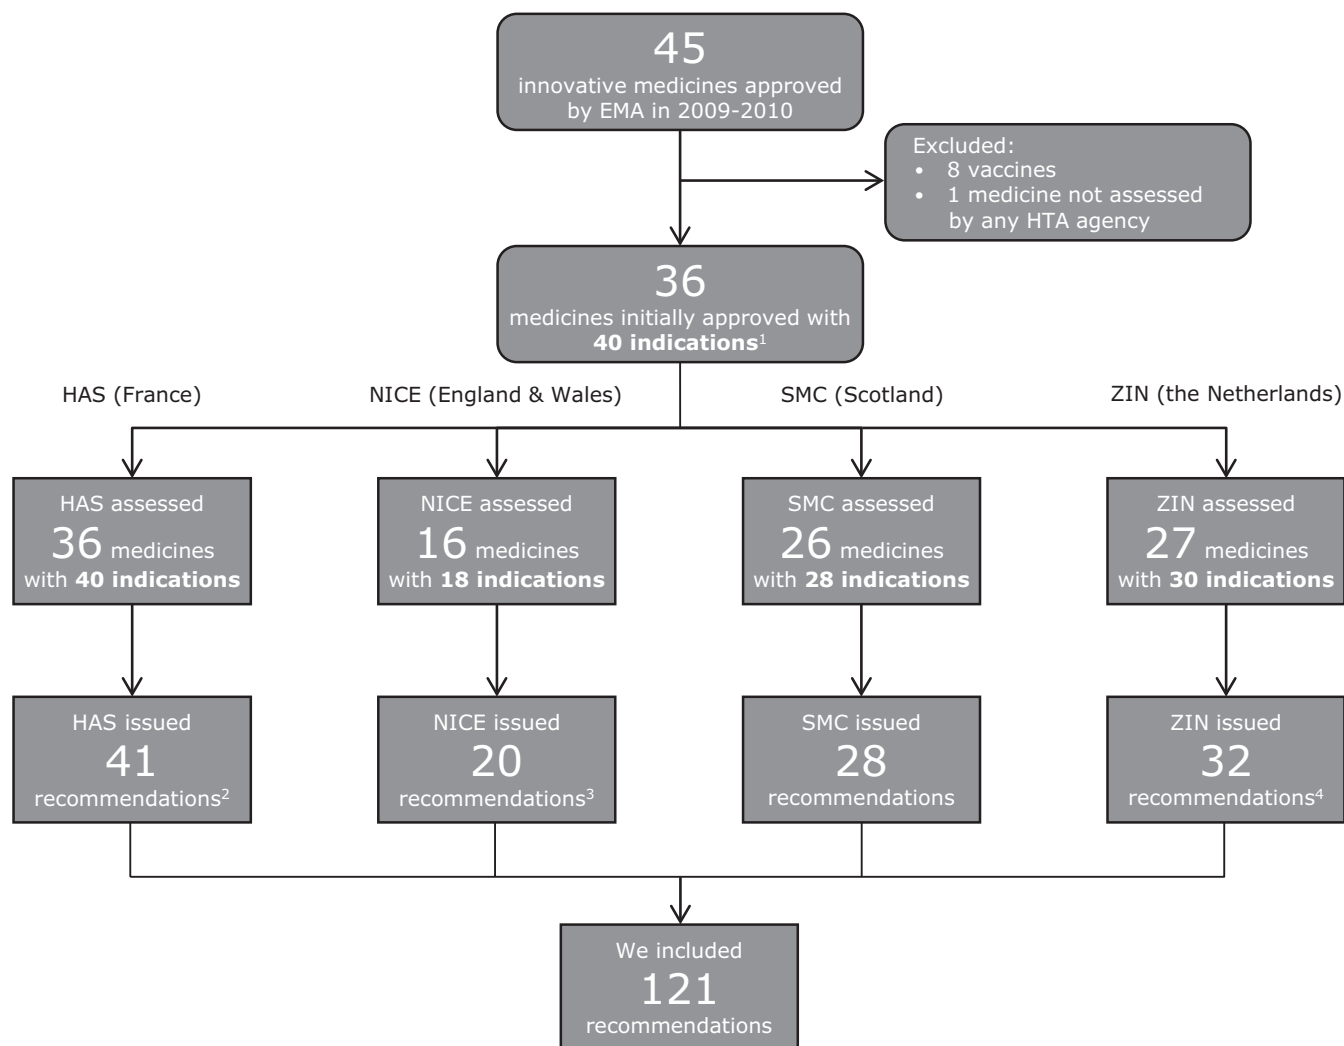 45
innovative medicines approved
by EMA in 2009-2010
Excluded:
• 8 vaccines
• 1 medicine not assessed
by any HTA agency
36
medicines initially approved with
40 indications¹
HAS (France)
NICE (England & Wales)
SMC (Scotland)
ZIN (the Netherlands)
HAS assessed
36 medicines
with 40 indications
NICE assessed
16 medicines
with 18 indications
SMC assessed
26 medicines
with 28 indications
ZIN assessed
27 medicines
with 30 indications
HAS issued
41
recommendations²
NICE issued
20
recommendations³
SMC issued
28
recommendations
ZIN issued
32
recommendations⁴
We included
121
recommendations